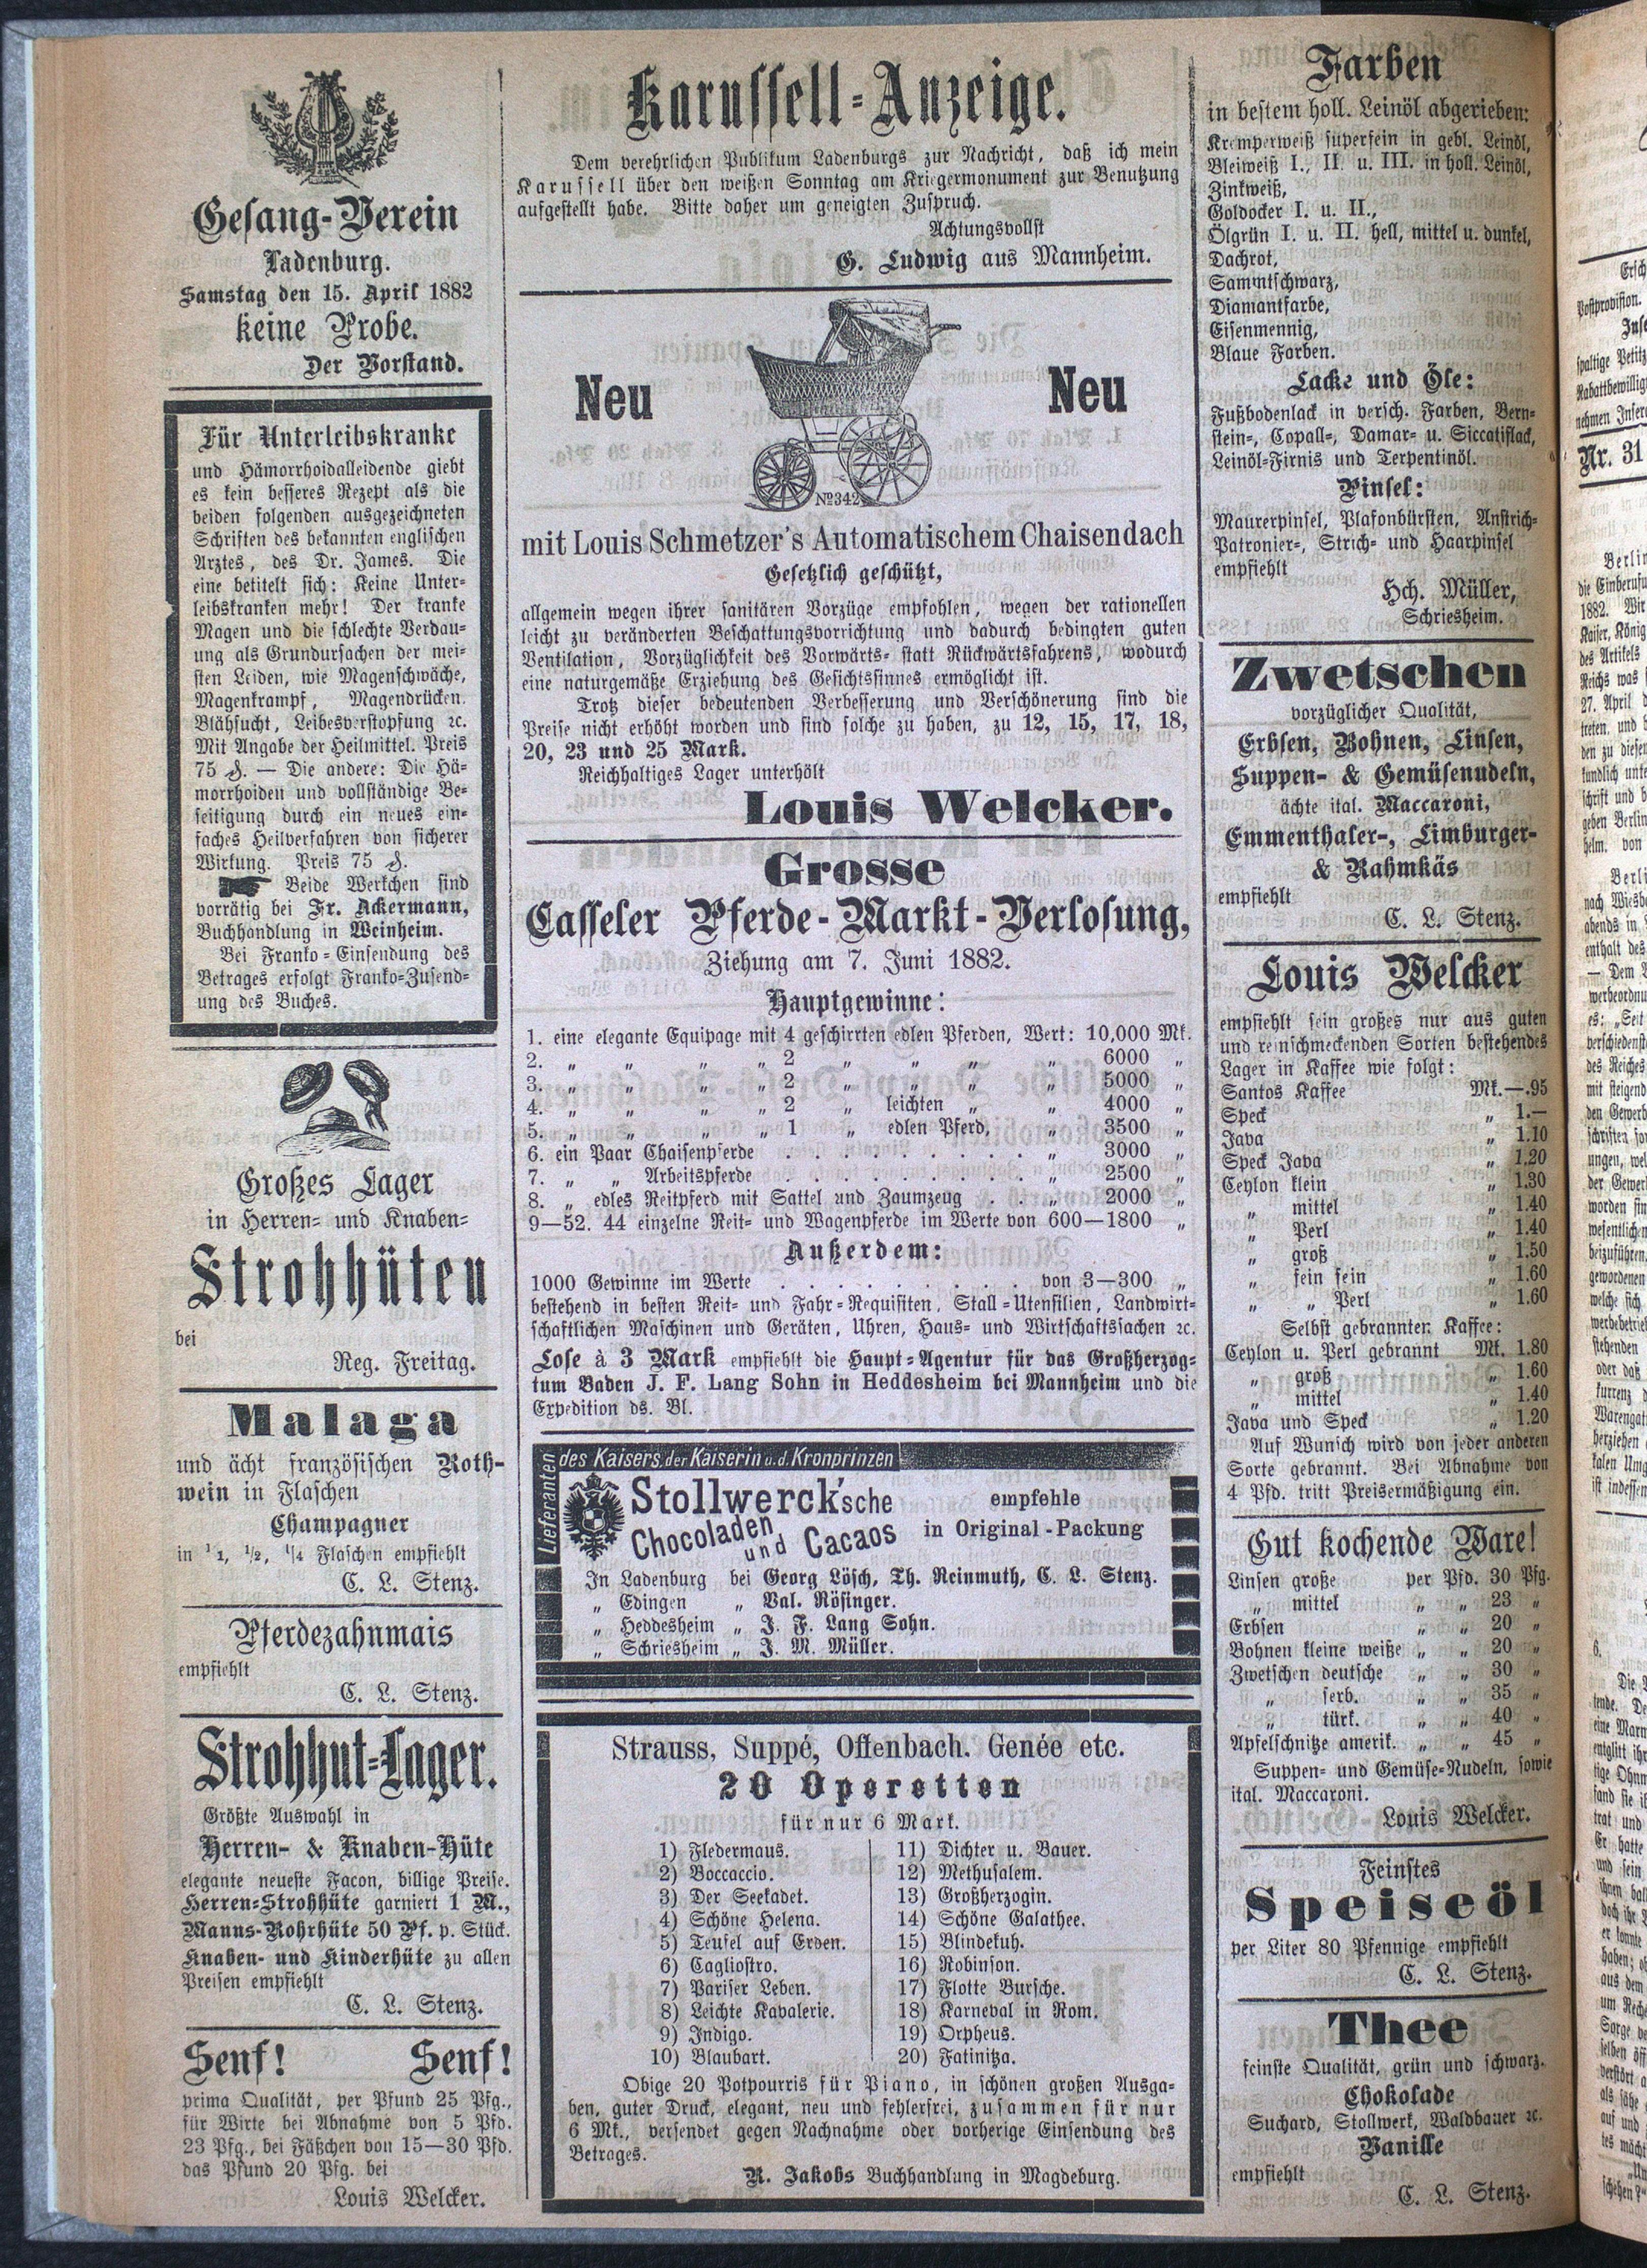 Gesang-Verein
Ladenburg.
Samstag den 15. April 1882
keine Probe.
Der Vorstand.
Für Unterleibskranke
und Hämorrhoidalleidende giebt
es kein besseres Rezept als die
beiden folgenden ausgezeichneten
Schriften des bekannten englischen
Arztes, des Dr. James. Die
eine betitelt sich: Keine Unter-
leibskranken mehr! Der kranke
Magen und die schlechte Verdau-
ung als Grundursachen der mei-
sten Leiden, wie Magenschwäche,
Magenkrampf, Magendrücken.
Blähsucht, Leibesverstopfung ꝛc.
Mit Angabe der Heilmittel. Preis
75 ₰. — Die andere: Die Hä-
morrhoiden und vollständige Be-
seitigung durch ein neues ein-
faches Heilverfahren von sicherer
Wirkung. Preis 75 ₰.
Beide Werkchen sind
vorrätig bei Fr. Ackermann,
Buchhandlung in Weinheim.
Bei Franko-Einsendung des
Betrages erfolgt Franko-Zusend-
ung des Buches.
Großes Lager
in Herren- und Knaben-
Strohhüten
bei
Reg. Freitag.
Malaga
und ächt französischen Roth-
wein in Flaschen
Champagner
in 1/1, 1/2, 1/4 Flaschen empfiehlt
C. L. Stenz.
Pferdezahnmais
empfiehlt
C. L. Stenz.
Strohhut-Lager.
Größte Auswahl in
Herren- & Knaben-Hüte
elegante neueste Facon, billige Preise.
Herren-Strohhüte garniert 1 M.,
Manns-Rohrhüte 50 Pf. p. Stück.
Knaben- und Kinderhüte zu allen
Preisen empfiehlt
C. L. Stenz.
Senf! Senf!
prima Qualität, per Pfund 25 Pfg.,
für Wirte bei Abnahme von 5 Pfd.
23 Pfg., bei Fäßchen von 15—30 Pfd.
das Pfund 20 Pfg. bei
Louis Welcker.
Karussell-Anzeige.
Dem verehrlichen Publikum Ladenburgs zur Nachricht, daß ich mein
Karussell über den weißen Sonntag am Kriegermonument zur Benutzung
aufgestellt habe. Bitte daher um geneigten Zuspruch.
Achtungsvollst
G. Ludwig aus Mannheim.
Neu Neu
№342
mit Louis Schmetzer's Automatischem Chaisendach
Gesetzlich geschützt,
allgemein wegen ihrer sanitären Vorzüge empfohlen, wegen der rationellen
leicht zu veränderten Beschattungsvorrichtung und dadurch bedingten guten
Ventilation, Vorzüglichkeit des Vorwärts- statt Rückwärtsfahrens, wodurch
eine naturgemäße Erziehung des Gesichtssinnes ermöglicht ist.
Trotz dieser bedeutenden Verbesserung und Verschönerung sind die
Preise nicht erhöht worden und sind solche zu haben, zu 12, 15, 17, 18,
20, 23 und 25 Mark.
Reichhaltiges Lager unterhält
Louis Welcker.
Grosse
Casseler Pferde-Markt-Verlosung,
Ziehung am 7. Juni 1882.
Hauptgewinne:
1. eine elegante Equipage mit 4 geschirrten edlen Pferden, Wert: 10,000 Mk.
2. „ „ „ „ 2 „ „ „ „ 6000 „
3. „ „ „ „ 2 „ „ „ „ 5000 „
4. „ „ „ „ 2 „ leichten „ „ 4000 „
5. „ „ „ „ 1 „ edlen Pferd, „ 3500 „
6. ein Paar Chaisenpferde . . . . . . . . „ 3000 „
7. „ „ Arbeitspferde . . . . . . . . „ 2500 „
8. „ edles Reitpferd mit Sattel und Zaumzeug . . . „ 2000 „
9—52. 44 einzelne Reit- und Wagenpferde im Werte von 600—1800 „
Außerdem:
1000 Gewinne im Werte . . . . . . . . . von 3—300 „
bestehend in besten Reit- und Fahr-Requisiten, Stall-Utensilien, Landwirt-
schaftlichen Maschinen und Geräten, Uhren, Haus- und Wirtschaftssachen ꝛc.
Lose à 3 Mark empfiehlt die Haupt-Agentur für das Großherzog-
tum Baden J. F. Lang Sohn in Heddesheim bei Mannheim und die
Expedition ds. Bl.
Lieferanten des Kaisers, der Kaiserin u. d. Kronprinzen
Stollwerck'sche
Chocoladen und Cacaos
empfehle
in Original-Packung
In Ladenburg bei Georg Lösch, Th. Reinmuth, C. L. Stenz.
„ Edingen „ Val. Rösinger.
„ Heddesheim „ J. F. Lang Sohn.
„ Schriesheim „ J. M. Müller.
Strauss, Suppé, Offenbach. Genée etc.
20 Operetten
für nur 6 Mark.
1) Fledermaus.
2) Boccaccio.
3) Der Seekadet.
4) Schöne Helena.
5) Teufel auf Erden.
6) Cagliostro.
7) Pariser Leben.
8) Leichte Kavalerie.
9) Indigo.
10) Blaubart.
11) Dichter u. Bauer.
12) Methusalem.
13) Großherzogin.
14) Schöne Galathee.
15) Blindekuh.
16) Robinson.
17) Flotte Bursche.
18) Karneval in Rom.
19) Orpheus.
20) Fatinitza.
Obige 20 Potpourris für Piano, in schönen großen Ausga-
ben, guter Druck, elegant, neu und fehlerfrei, zusammen für nur
6 Mk., versendet gegen Nachnahme oder vorherige Einsendung des
Betrages.
R. Jakobs Buchhandlung in Magdeburg.
Farben
in bestem holl. Leinöl abgerieben:
Kremperweiß superfein in gebl. Leinöl,
Bleiweiß I., II. u. III. in holl. Leinöl,
Zinkweiß,
Goldocker I. u. II.,
Ölgrün I. u. II. hell, mittel u. dunkel,
Dachrot,
Sammtschwarz,
Diamantfarbe,
Eisenmennig,
Blaue Farben.
Lacke und Öle:
Fußbodenlack in versch. Farben, Bern-
stein-, Copall-, Damar- u. Siccatiflack,
Leinöl-Firnis und Terpentinöl.
Pinsel:
Maurerpinsel, Plafonbürsten, Anstrich-
Patronier-, Strich- und Haarpinsel
empfiehlt
Hch. Müller,
Schriesheim.
Zwetschen
vorzüglicher Qualität,
Erbsen, Bohnen, Linsen,
Suppen- & Gemüsenudeln,
ächte ital. Maccaroni,
Emmenthaler-, Limburger-
& Rahmkäs
empfiehlt
C. L. Stenz.
Louis Welcker
empfiehlt sein großes nur aus guten
und reinschmeckenden Sorten bestehendes
Lager in Kaffee wie folgt:
Santos Kaffee Mk.—.95
Speck „ 1.—
Java „ 1.10
Speck Java „ 1.20
Ceylon klein „ 1.30
„ mittel „ 1.40
„ Perl „ 1.40
„ groß „ 1.50
„ fein fein „ 1.60
„ „ Perl „ 1.60
Selbst gebrannten Kaffee:
Ceylon u. Perl gebrannt Mk. 1.80
„ groß „ 1.60
„ mittel „ 1.40
Java und Speck „ 1.20
Auf Wunsch wird von jeder anderen
Sorte gebrannt. Bei Abnahme von
4 Pfd. tritt Preisermäßigung ein.
Gut kochende Ware!
Linsen große per Pfd. 30 Pfg.
„ mittel „ „ 23 „
Erbsen „ „ 20 „
Bohnen kleine weiße „ „ 20 „
Zwetschen deutsche „ „ 30 „
„ serb. „ „ 35 „
„ türk. „ „ 40 „
Apfelschnitze amerik. „ „ 45 „
Suppen- und Gemüse-Nudeln, sowie
ital. Maccaroni.
Louis Welcker.
Feinstes
Speiseöl
per Liter 80 Pfennige empfiehlt
C. L. Stenz.
Thee
feinste Qualität, grün und schwarz.
Chokolade
Suchard, Stollwerk, Waldbauer ꝛc.
Vanille
empfiehlt
C. L. Stenz.
Nr. 31